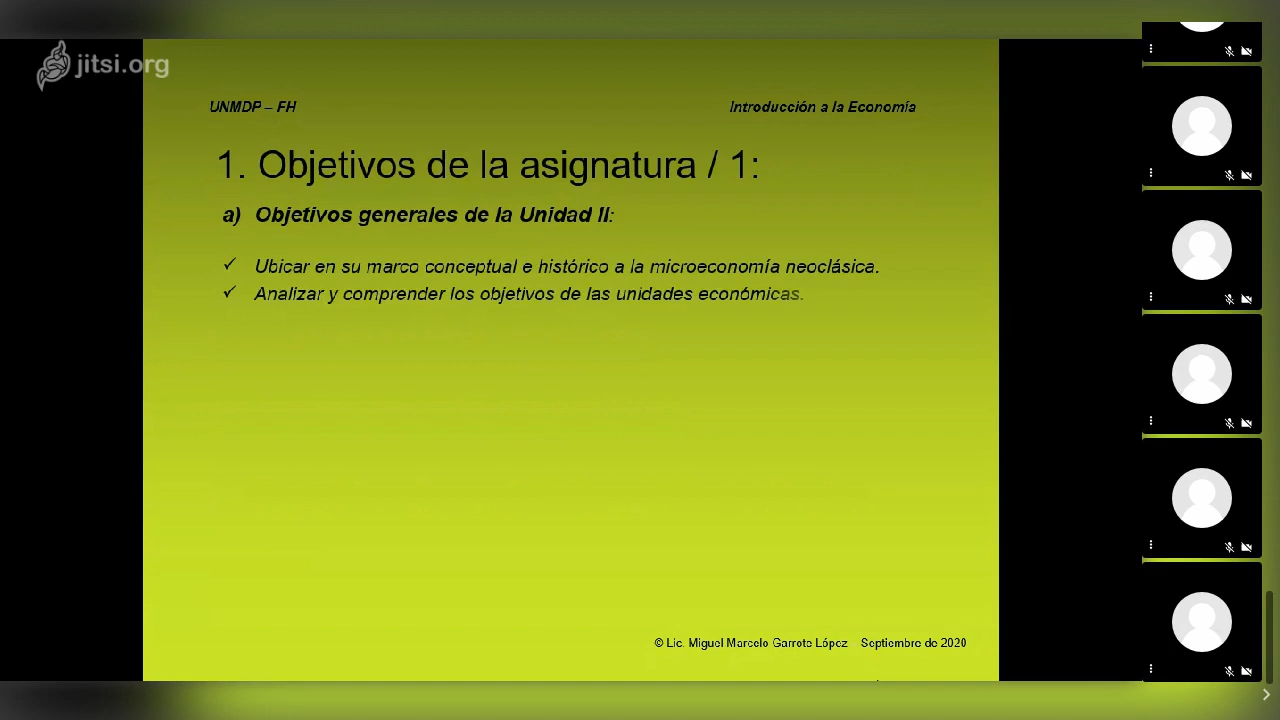 jitsi.org
UNMDP – FH
Introducción a la Economía
1. Objetivos de la asignatura / 1:
a) Objetivos generales de la Unidad II:
✓ Ubicar en su marco conceptual e histórico a la microeconomía neoclásica.
✓ Analizar y comprender los objetivos de las unidades económicas.
© Lic. Miguel Marcelo Garrote López Septiembre de 2020